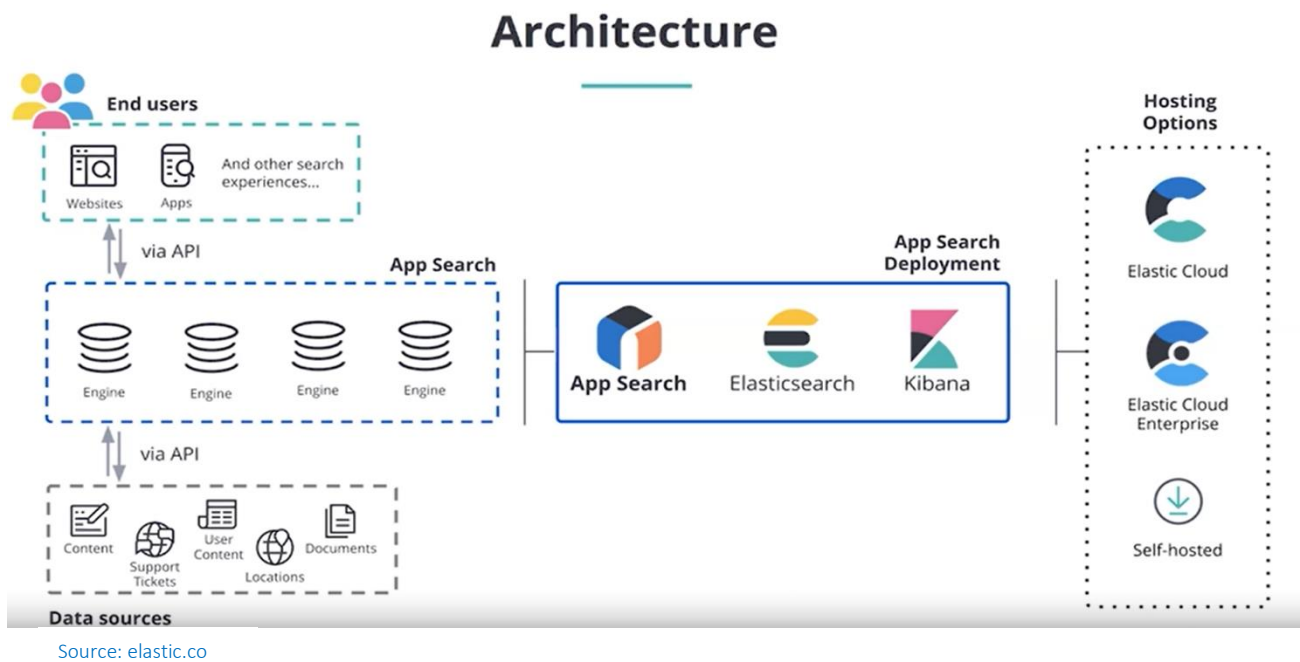 Architecture
End users
Websites
Apps
And other search
experiences...
via API
App Search
Engine
Engine
Engine
Engine
via API
Content
Support
Tickets
User
Content
Locations
Documents
Data sources
App Search
Deployment
App Search
Elasticsearch
Kibana
Hosting
Options
Elastic Cloud
Elastic Cloud
Enterprise
Self-hosted
Source: elastic.co